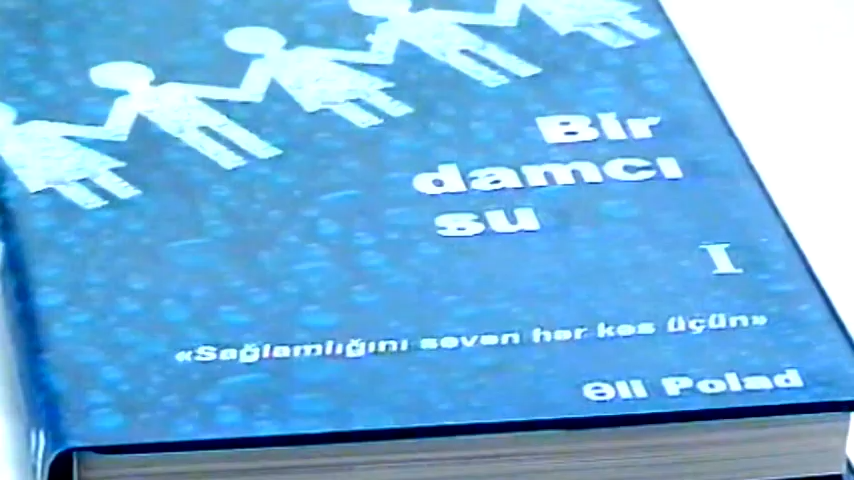 Bir
damcı
su
I
«Sağlamlığını sevən hər kəs üçün»
Əli Polad